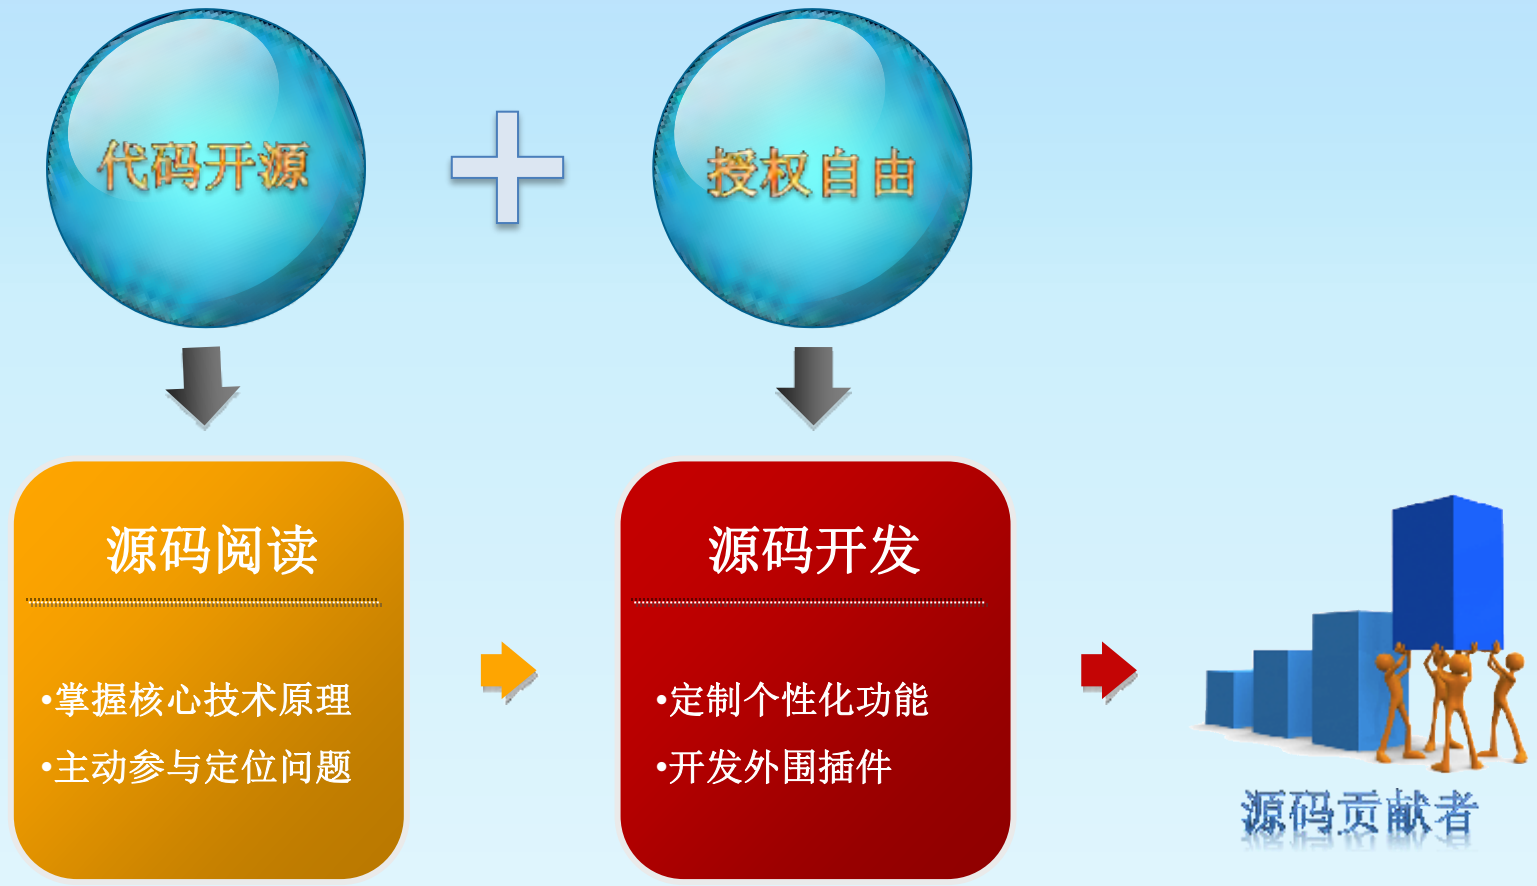 代码开源
授权自由
源码阅读
•掌握核心技术原理
•主动参与定位问题
源码开发
•定制个性化功能
•开发外围插件
源码贡献者